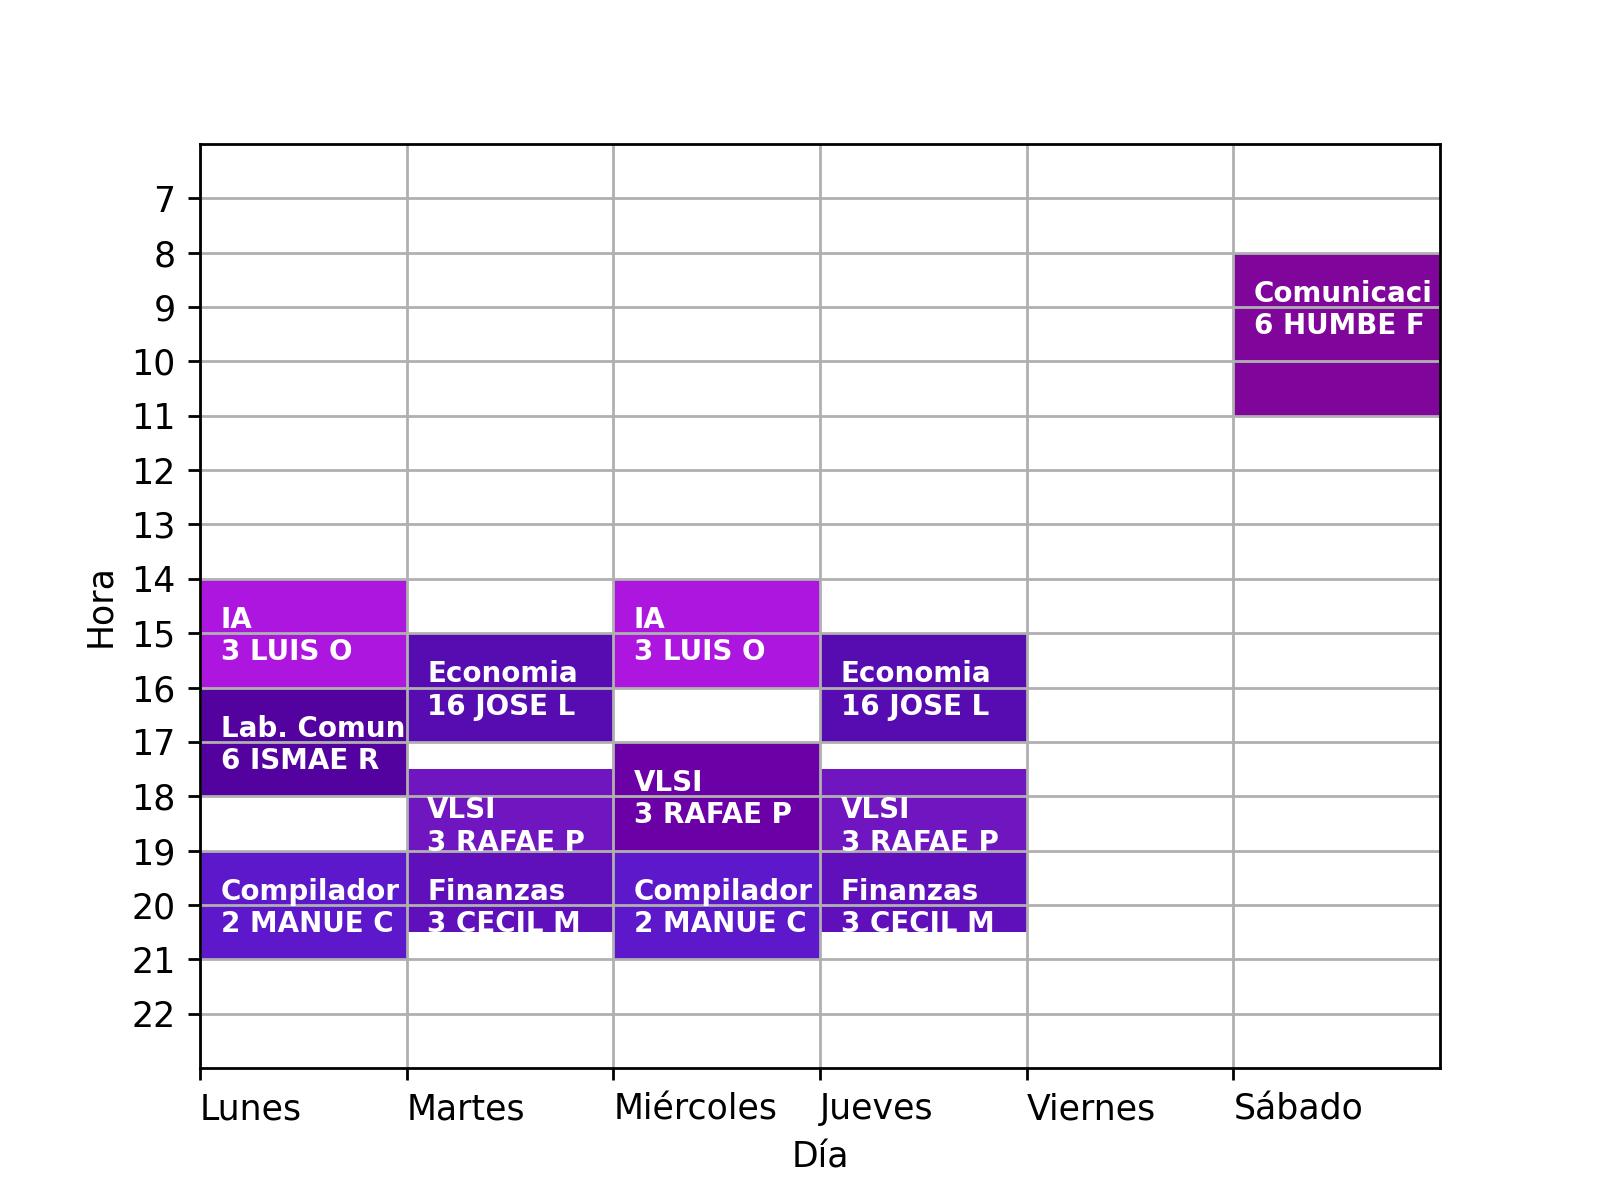 7
8
9
10
11
12
13
14
15
16
17
18
19
20
21
22
Hora
Lunes
Martes
Miércoles
Jueves
Viernes
Sábado
Día
IA
3 LUIS O
Lab. Comun
6 ISMAE R
Compilador
2 MANUE C
Economia
16 JOSE L
VLSI
3 RAFAE P
Finanzas
3 CECIL M
IA
3 LUIS O
VLSI
3 RAFAE P
Compilador
2 MANUE C
Economia
16 JOSE L
VLSI
3 RAFAE P
Finanzas
3 CECIL M
Comunicaci
6 HUMBE F